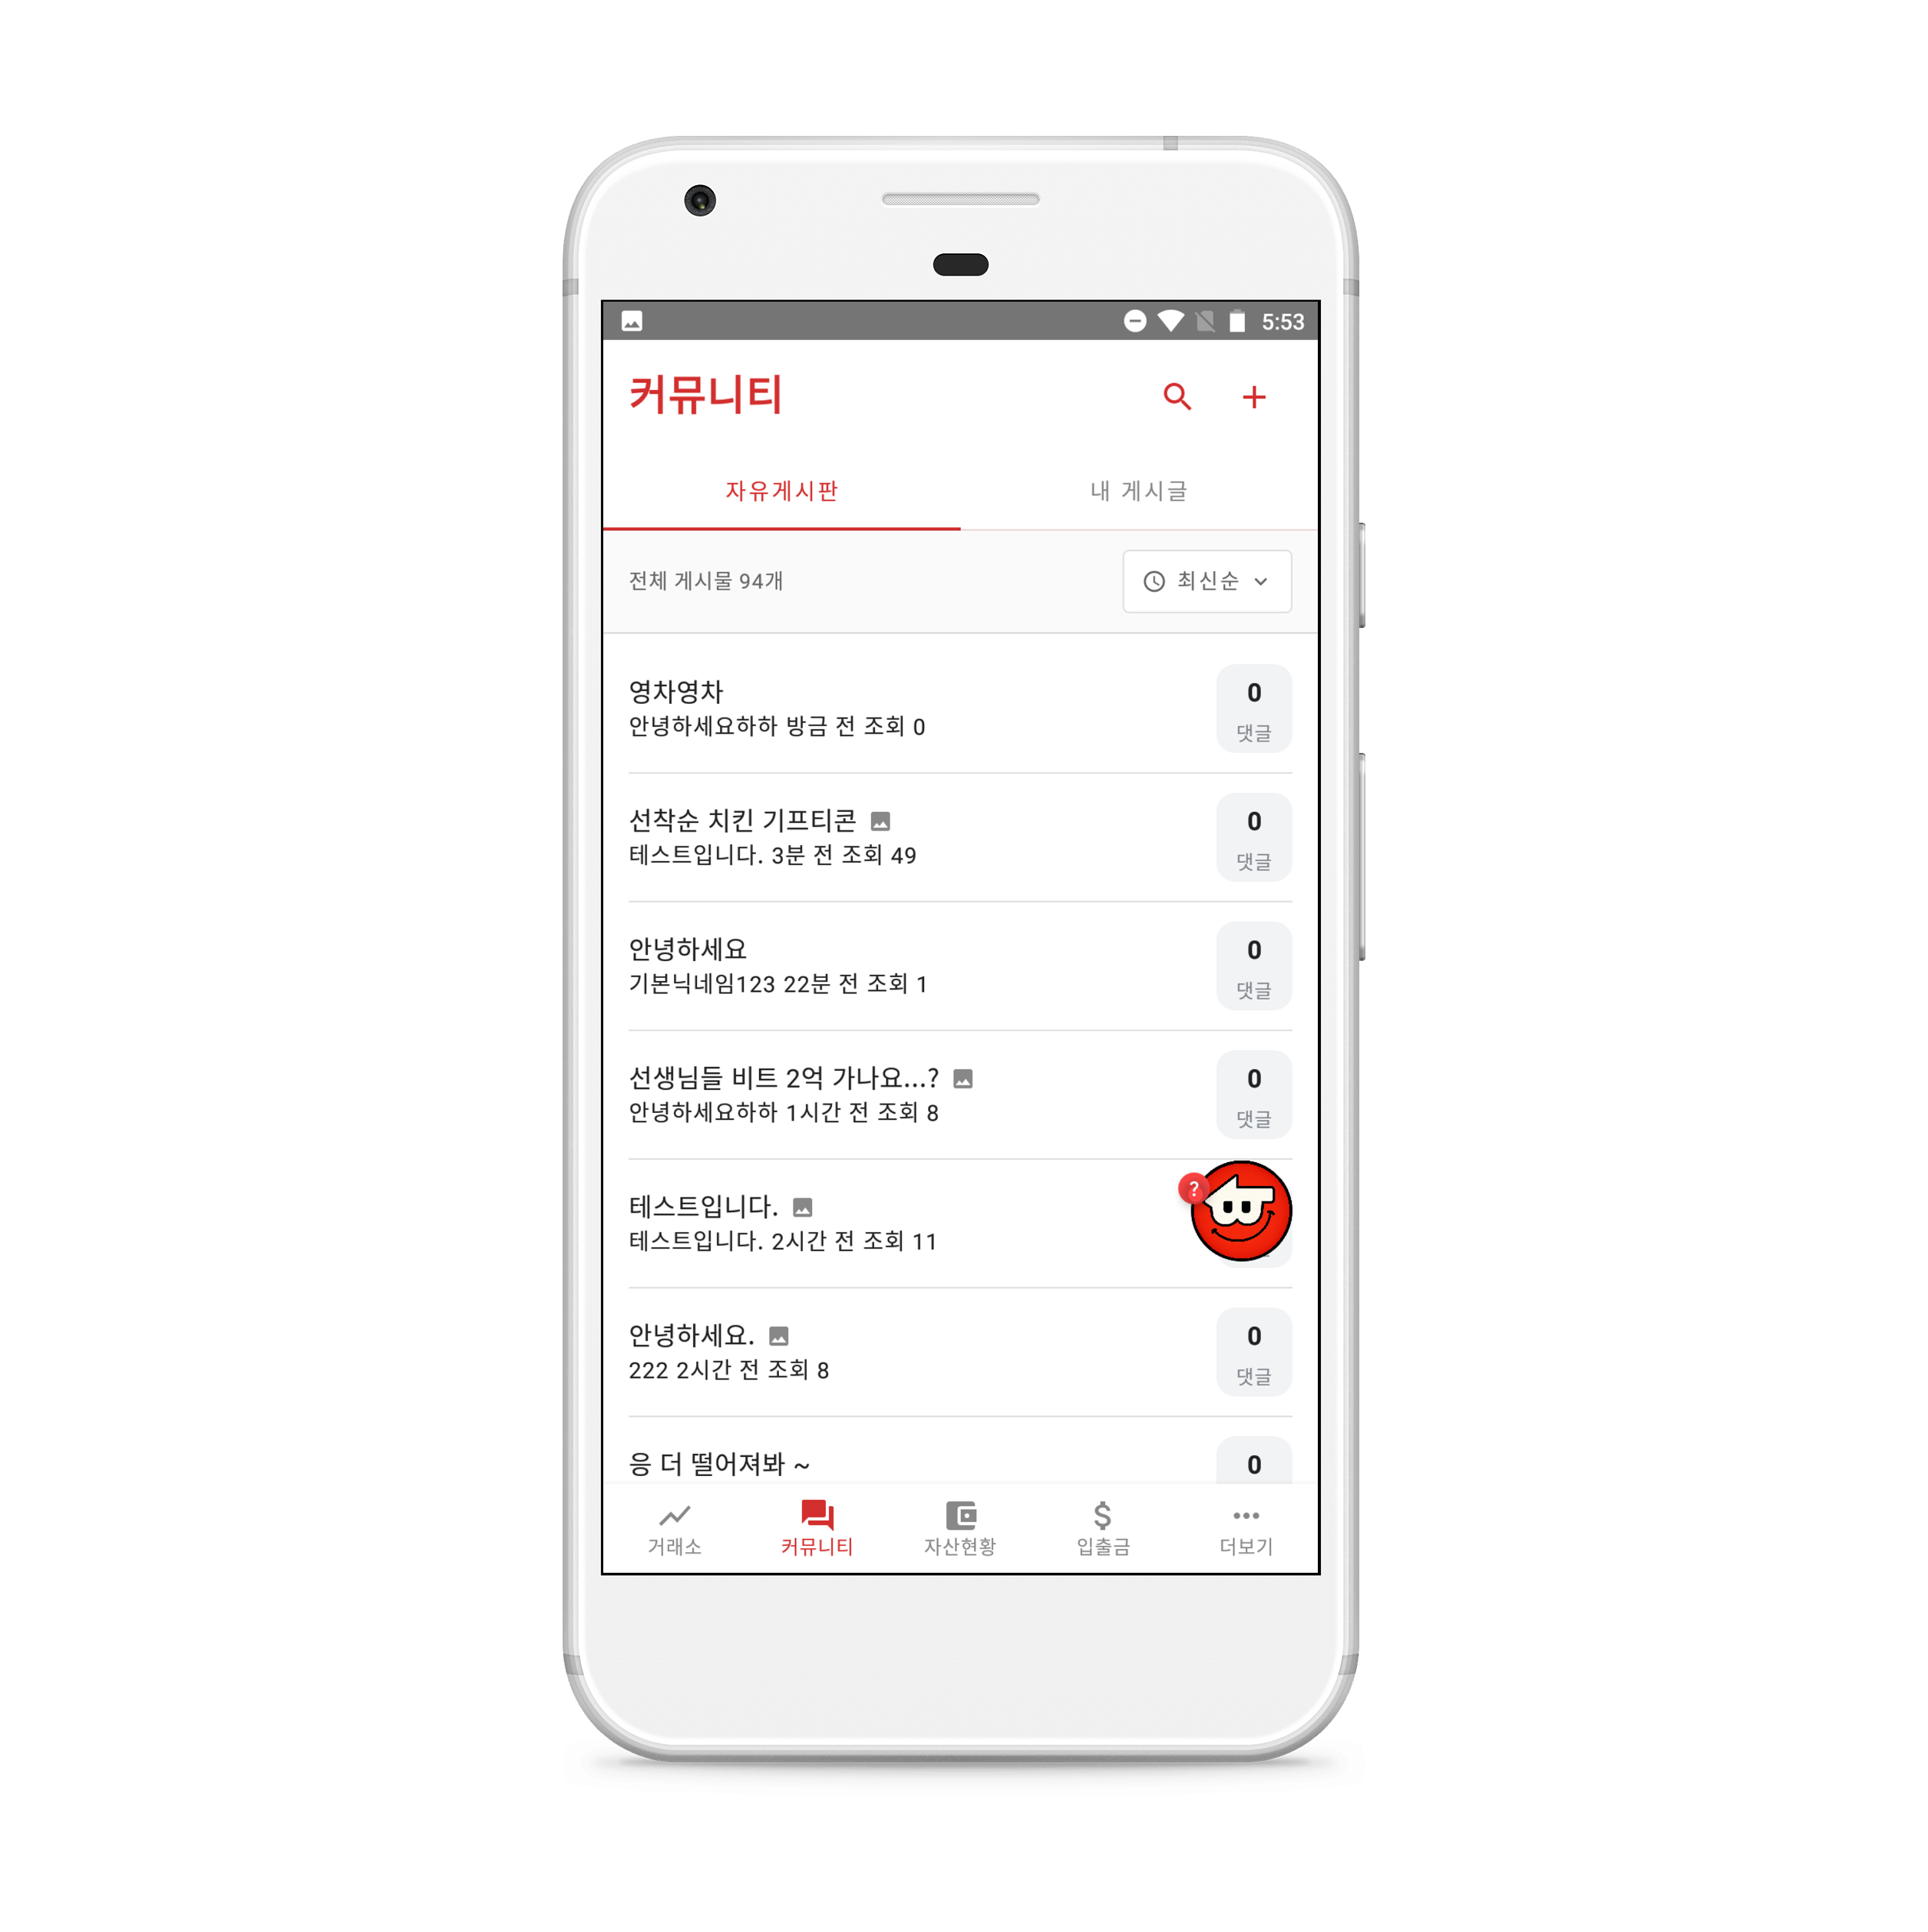 5:53
커뮤니티
자유게시판 내 게시글
전체 게시물 94개 최신순
영차영차
안녕하세요하하 방금 전 조회 0
0
댓글
선착순 치킨 기프티콘
테스트입니다. 3분 전 조회 49
0
댓글
안녕하세요
기본닉네임123 22분 전 조회 1
0
댓글
선생님들 비트 2억 가나요...?
안녕하세요하하 1시간 전 조회 8
0
댓글
테스트입니다.
테스트입니다. 2시간 전 조회 11
?
안녕하세요.
222 2시간 전 조회 8
0
댓글
응 더 떨어져봐 ~
0
거래소 커뮤니티 자산현황 입출금 더보기